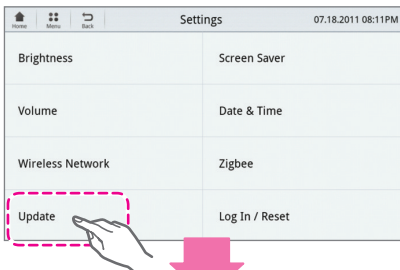 Settings
07.18.2011 08:11PM
Home Menu Back
Brightness
Screen Saver
Volume
Date & Time
Wireless Network
Zigbee
Update
Log In / Reset